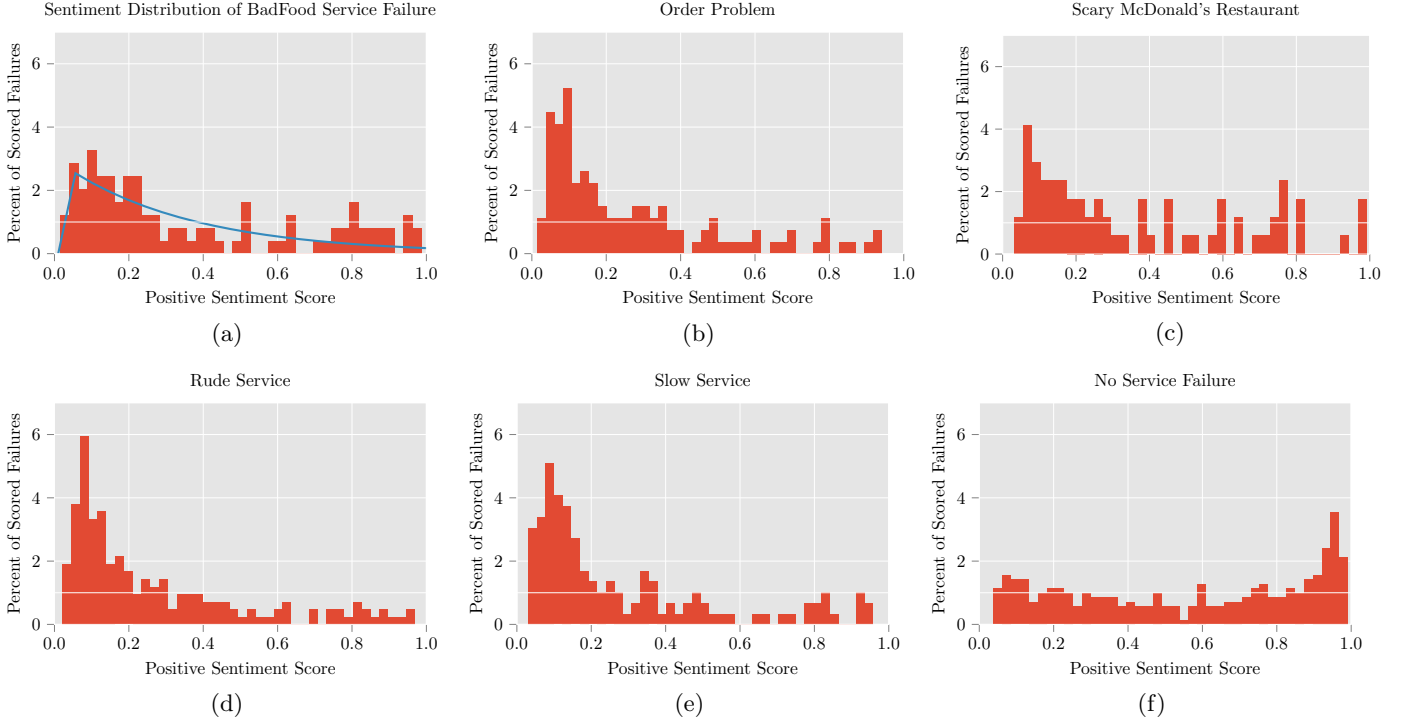 Sentiment Distribution of BadFood Service Failure
Percent of Scored Failures
6
4
2
0
0.0 0.2 0.4 0.6 0.8 1.0
Positive Sentiment Score
(a)
Order Problem
Percent of Scored Failures
6
4
2
0
0.0 0.2 0.4 0.6 0.8 1.0
Positive Sentiment Score
(b)
Scary McDonald's Restaurant
Percent of Scored Failures
6
4
2
0
0.0 0.2 0.4 0.6 0.8 1.0
Positive Sentiment Score
(c)
Rude Service
Percent of Scored Failures
6
4
2
0
0.0 0.2 0.4 0.6 0.8 1.0
Positive Sentiment Score
(d)
Slow Service
Percent of Scored Failures
6
4
2
0
0.0 0.2 0.4 0.6 0.8 1.0
Positive Sentiment Score
(e)
No Service Failure
Percent of Scored Failures
6
4
2
0
0.0 0.2 0.4 0.6 0.8 1.0
Positive Sentiment Score
(f)